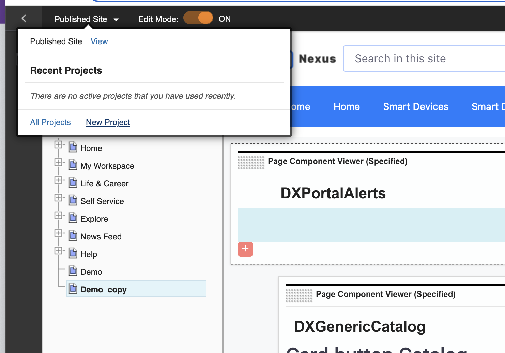 Published Site
Edit Mode:
ON
Published Site View
Recent Projects
There are no active projects that you have used recently.
All Projects
New Project
Nexus
Search in this site
ome
Home
Smart Devices
Smart D
Home
My Workspace
Life & Career
Self Service
Explore
News Feed
Help
Demo
Demo_copy
Page Component Viewer (Specified)
DXPortalAlerts
+
Page Component Viewer (Specified)
DXGenericCatalog